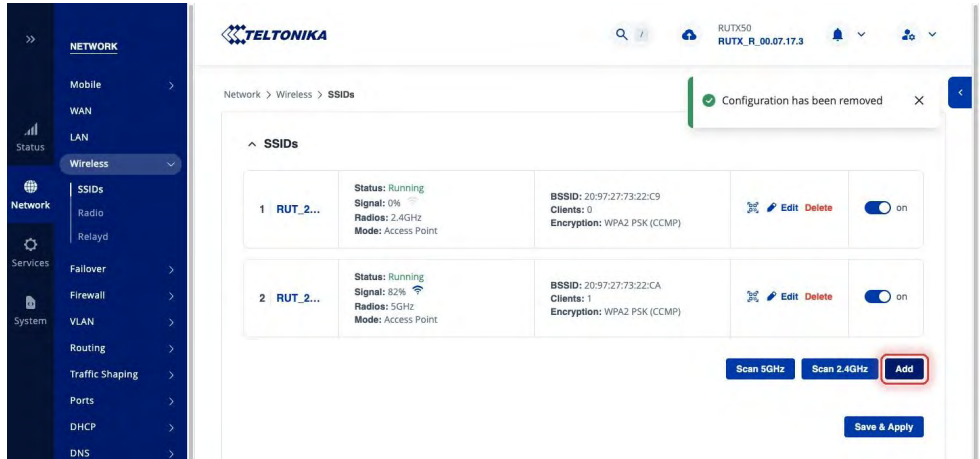 NETWORK
Mobile
WAN
LAN
Wireless
SSIDs
Radio
Relayd
Failover
Firewall
VLAN
Routing
Traffic Shaping
Ports
DHCP
DNS
Status
Network
Services
System
TELTONIKA
/
RUTX50
RUTX_R_00.07.17.3
Network > Wireless > SSIDs
Configuration has been removed
SSIDs
1 RUT_2...
Status: Running
Signal: 0%
Radios: 2.4GHz
Mode: Access Point
BSSID: 20:97:27:73:22:C9
Clients: 0
Encryption: WPA2 PSK (CCMP)
Edit Delete
on
2 RUT_2...
Status: Running
Signal: 82%
Radios: 5GHz
Mode: Access Point
BSSID: 20:97:27:73:22:CA
Clients: 1
Encryption: WPA2 PSK (CCMP)
Edit Delete
on
Scan 5GHz Scan 2.4GHz Add
Save & Apply